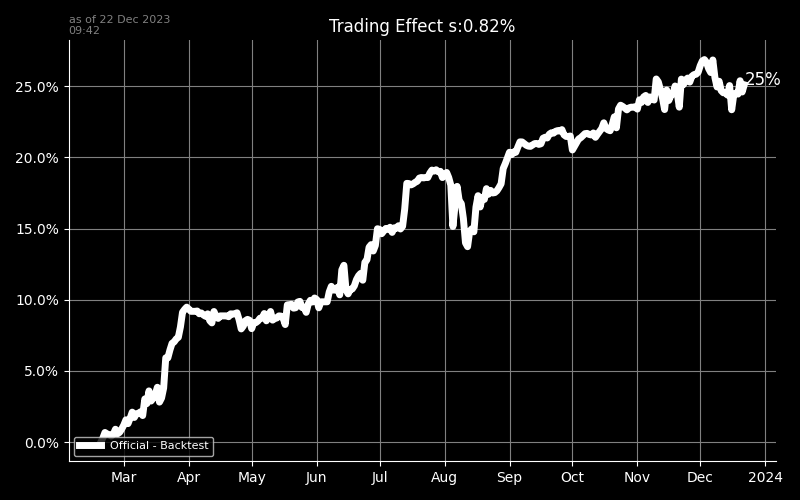 as of 22 Dec 2023
09:42
Trading Effect s:0.82%
25.0%
20.0%
15.0%
10.0%
5.0%
0.0%
25%
Official - Backtest
Mar Apr May Jun Jul Aug Sep Oct Nov Dec 2024